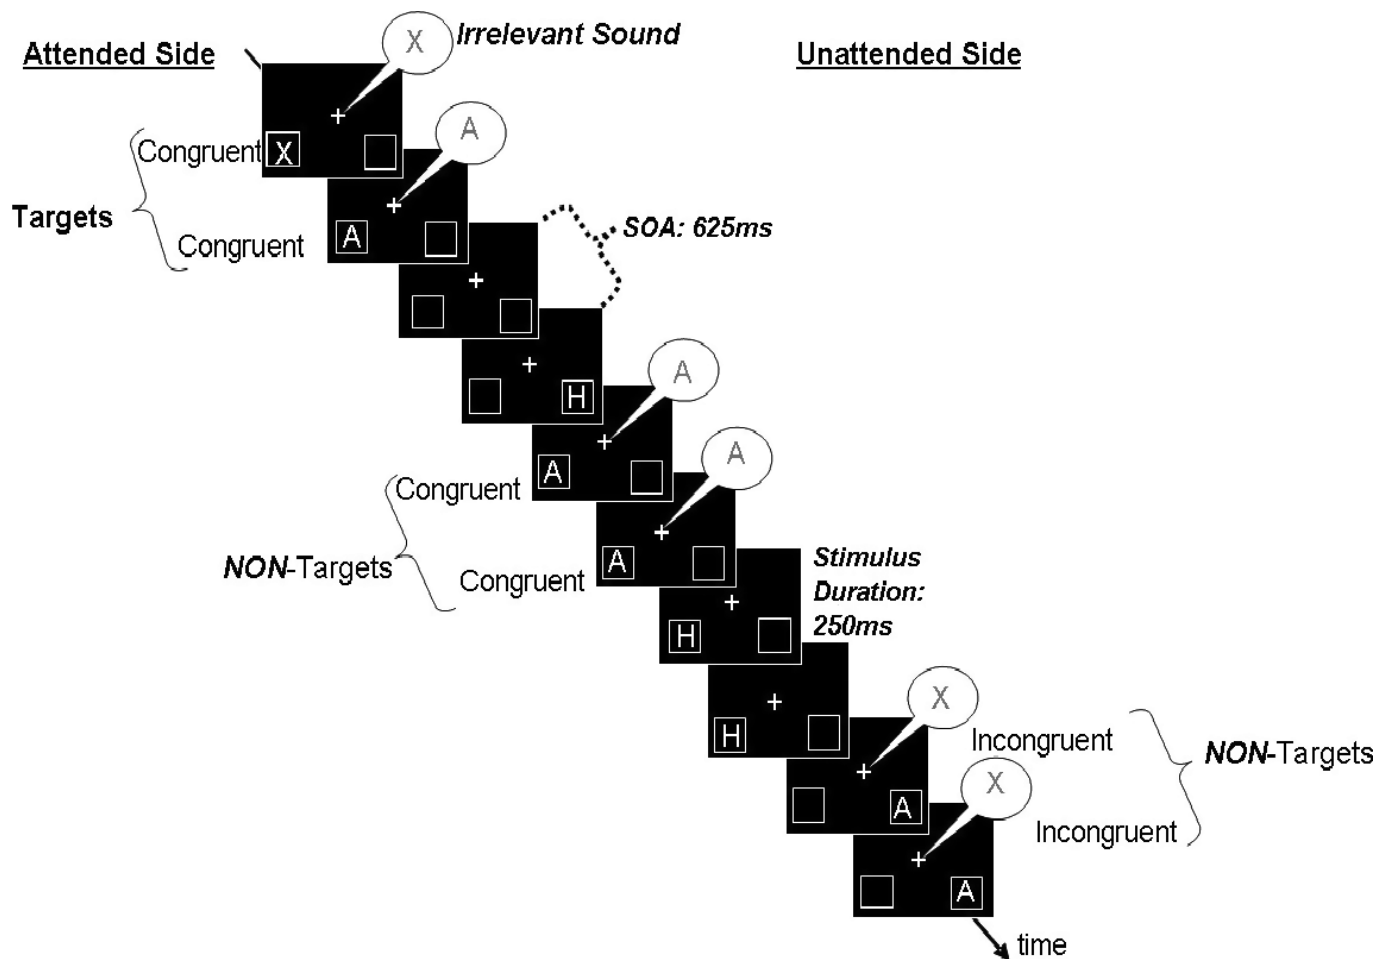 X
Irrelevant Sound
Attended Side
Unattended Side
X
Congruent
A
Targets
A
Congruent
SOA: 625ms
H
A
A
Congruent
A
A
NON-Targets
Congruent
Stimulus
Duration:
250ms
H
H
X
A
Incongruent
NON-Targets
X
Incongruent
A
time